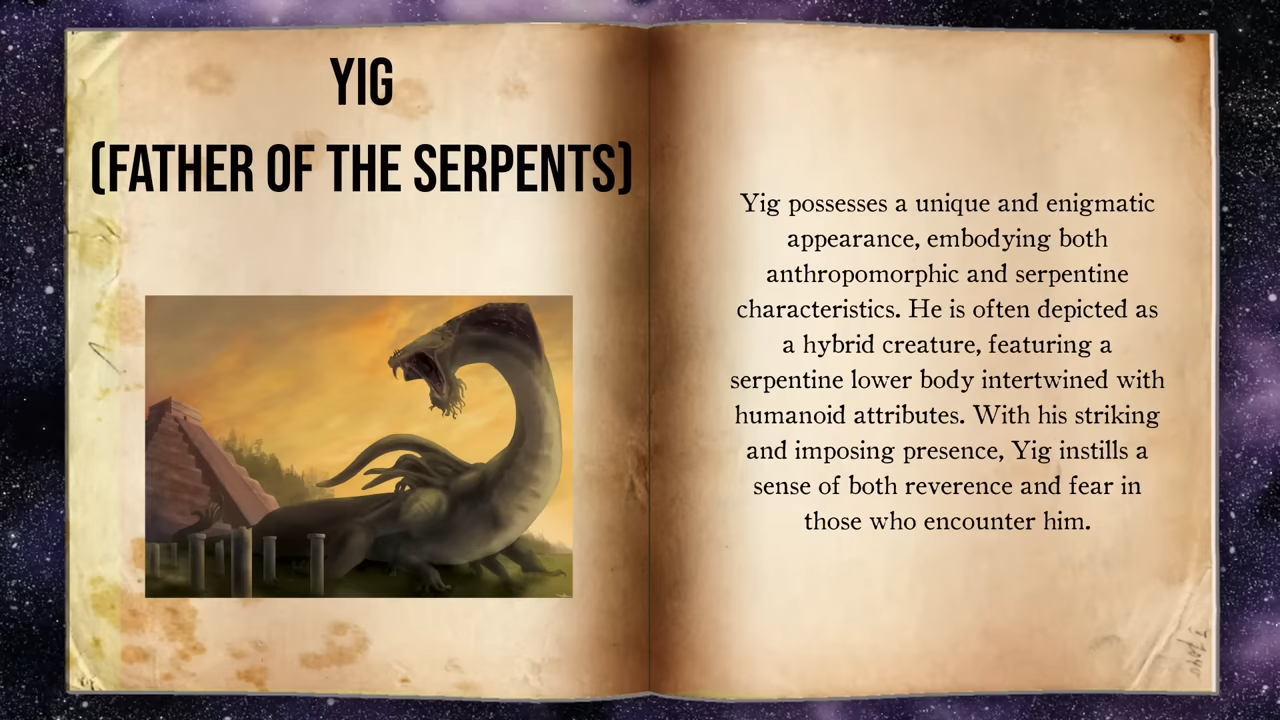 YIG
(FATHER OF THE SERPENTS)
Yig possesses a unique and enigmatic
appearance, embodying both
anthropomorphic and serpentine
characteristics. He is often depicted as
a hybrid creature, featuring a
serpentine lower body intertwined with
humanoid attributes. With his striking
and imposing presence, Yig instills a
sense of both reverence and fear in
those who encounter him.